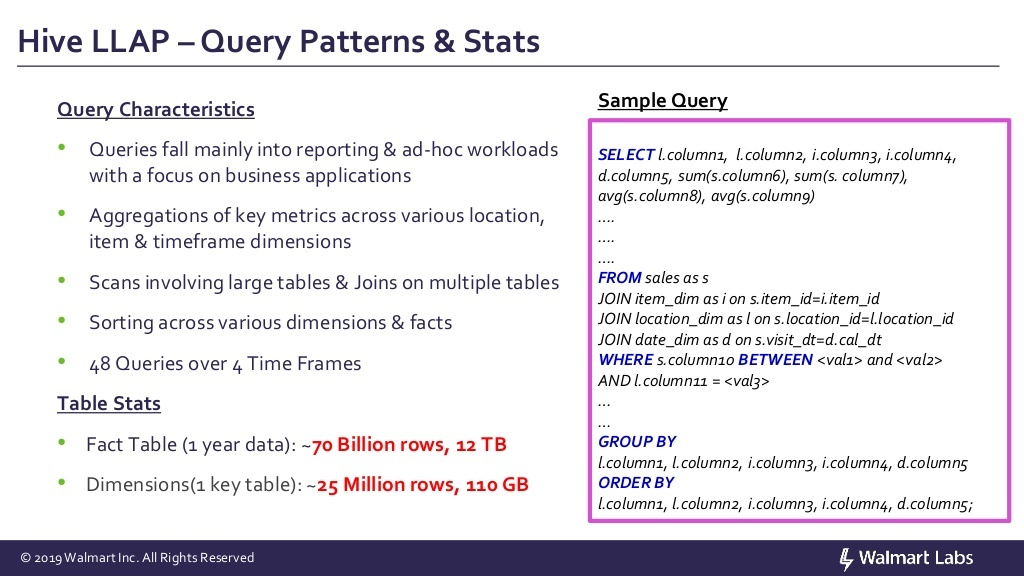 Hive LLAP – Query Patterns & Stats
Query Characteristics
• Queries fall mainly into reporting & ad-hoc workloads
with a focus on business applications
• Aggregations of key metrics across various location,
item & timeframe dimensions
• Scans involving large tables & Joins on multiple tables
• Sorting across various dimensions & facts
• 48 Queries over 4 Time Frames
Table Stats
• Fact Table (1 year data): ~70 Billion rows, 12 TB
• Dimensions(1 key table): ~25 Million rows, 110 GB
Sample Query
SELECT l.column1, l.column2, i.column3, i.column4,
d.column5, sum(s.column6), sum(s. column7),
avg(s.column8), avg(s.column9)
....
....
....
FROM sales as s
JOIN item_dim as i on s.item_id=i.item_id
JOIN location_dim as l on s.location_id=l.location_id
JOIN date_dim as d on s.visit_dt=d.cal_dt
WHERE s.column10 BETWEEN <val1> and <val2>
AND l.column11 = <val3>
...
...
GROUP BY
l.column1, l.column2, i.column3, i.column4, d.column5
ORDER BY
l.column1, l.column2, i.column3, i.column4, d.column5;
© 2019 Walmart Inc. All Rights Reserved
Walmart Labs